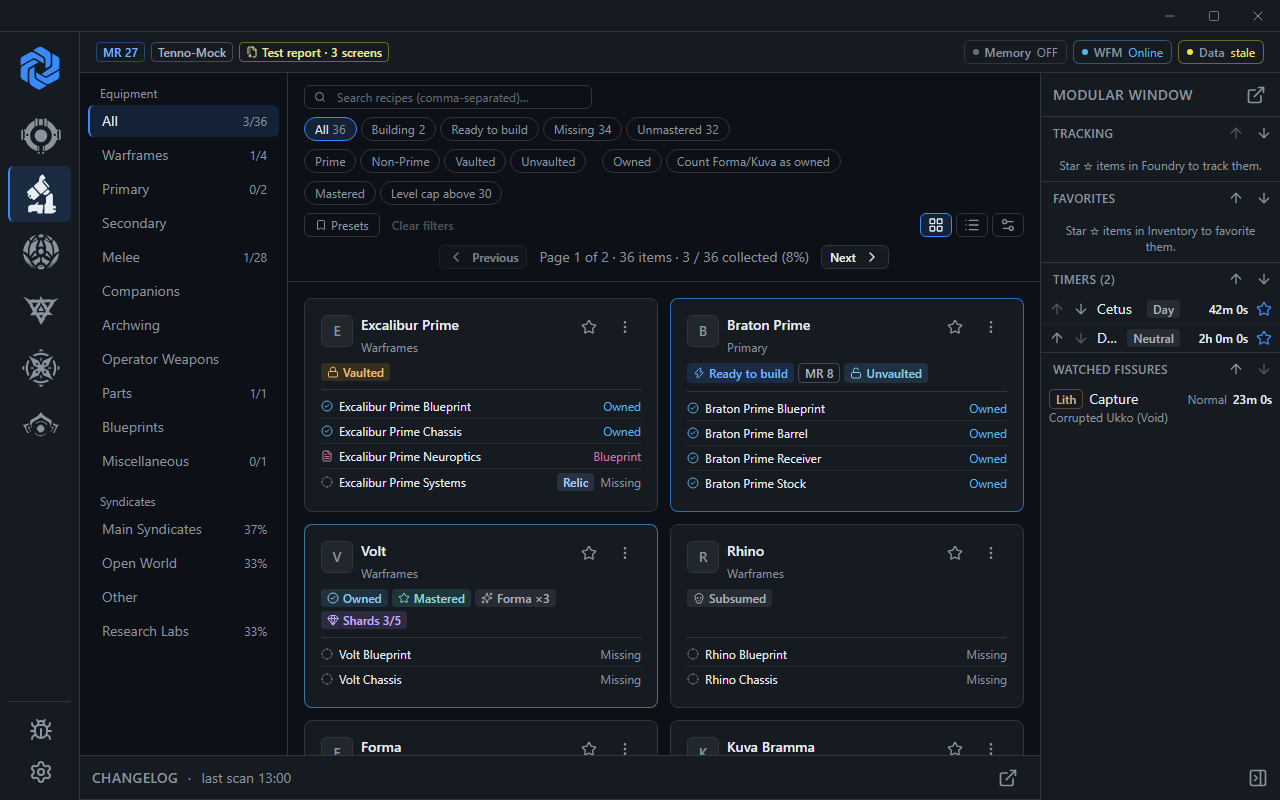 MR 27
Tenno-Mock
Test report · 3 screens
Memory OFF
WFM Online
Data stale
Equipment
All 3/36
Warframes 1/4
Primary 0/2
Secondary
Melee 1/28
Companions
Archwing
Operator Weapons
Parts 1/1
Blueprints
Miscellaneous 0/1
Syndicates
Main Syndicates 37%
Open World 33%
Other
Research Labs 33%
Search recipes (comma-separated)...
All 36 Building 2 Ready to build Missing 34 Unmastered 32
Prime Non-Prime Vaulted Unvaulted Owned Count Forma/Kuva as owned
Mastered Level cap above 30
Presets Clear filters
Previous Page 1 of 2 · 36 items · 3 / 36 collected (8%) Next
E Excalibur Prime
Warframes
Vaulted
Excalibur Prime Blueprint Owned
Excalibur Prime Chassis Owned
Excalibur Prime Neuroptics Blueprint
Excalibur Prime Systems Relic Missing
B Braton Prime
Primary
Ready to build MR 8 Unvaulted
Braton Prime Blueprint Owned
Braton Prime Barrel Owned
Braton Prime Receiver Owned
Braton Prime Stock Owned
V Volt
Warframes
Owned Mastered Forma ×3
Shards 3/5
Volt Blueprint Missing
Volt Chassis Missing
R Rhino
Warframes
Subsumed
Rhino Blueprint Missing
Rhino Chassis Missing
F Forma
K Kuva Bramma
CHANGELOG · last scan 13:00
MODULAR WINDOW
TRACKING
Star ☆ items in Foundry to track them.
FAVORITES
Star ☆ items in Inventory to favorite
them.
TIMERS (2)
Cetus Day 42m 0s
D... Neutral 2h 0m 0s
WATCHED FISSURES
Lith Capture Normal 23m 0s
Corrupted Ukko (Void)